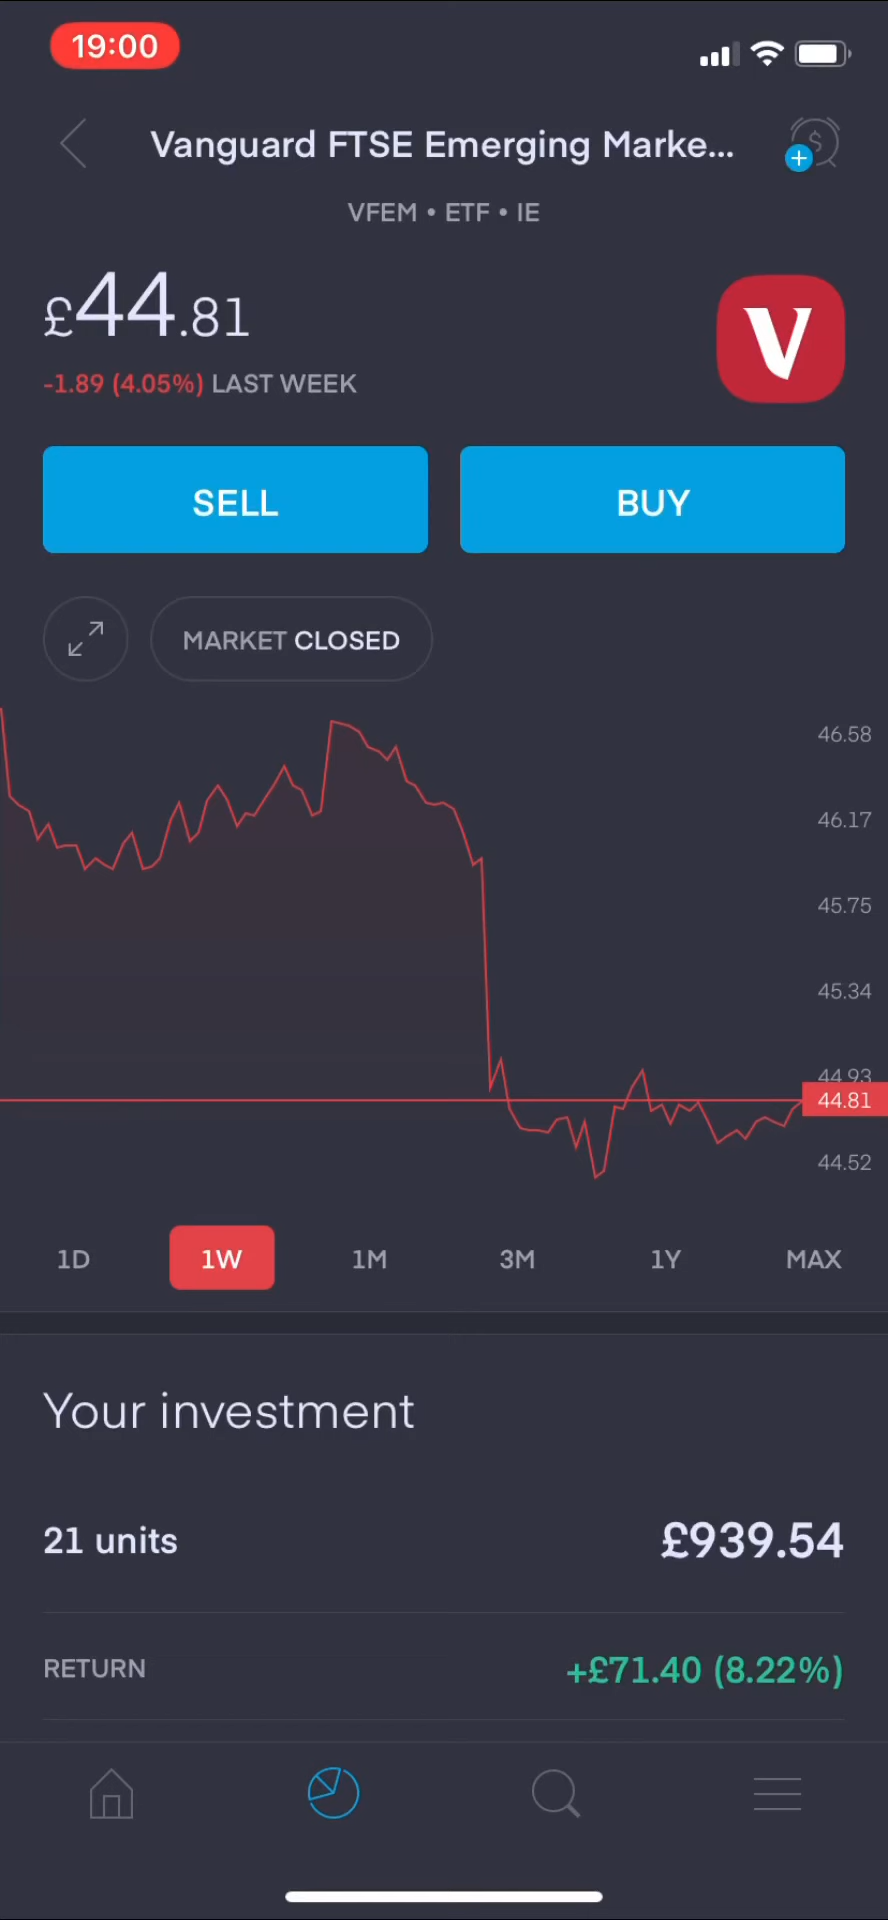 19:00
Vanguard FTSE Emerging Marke...
VFEM • ETF • IE
£44.81
-1.89 (4.05%) LAST WEEK
SELL
BUY
MARKET CLOSED
46.58
46.17
45.75
45.34
44.93
44.81
44.52
1D
1W
1M
3M
1Y
MAX
Your investment
21 units
£939.54
RETURN
+£71.40 (8.22%)